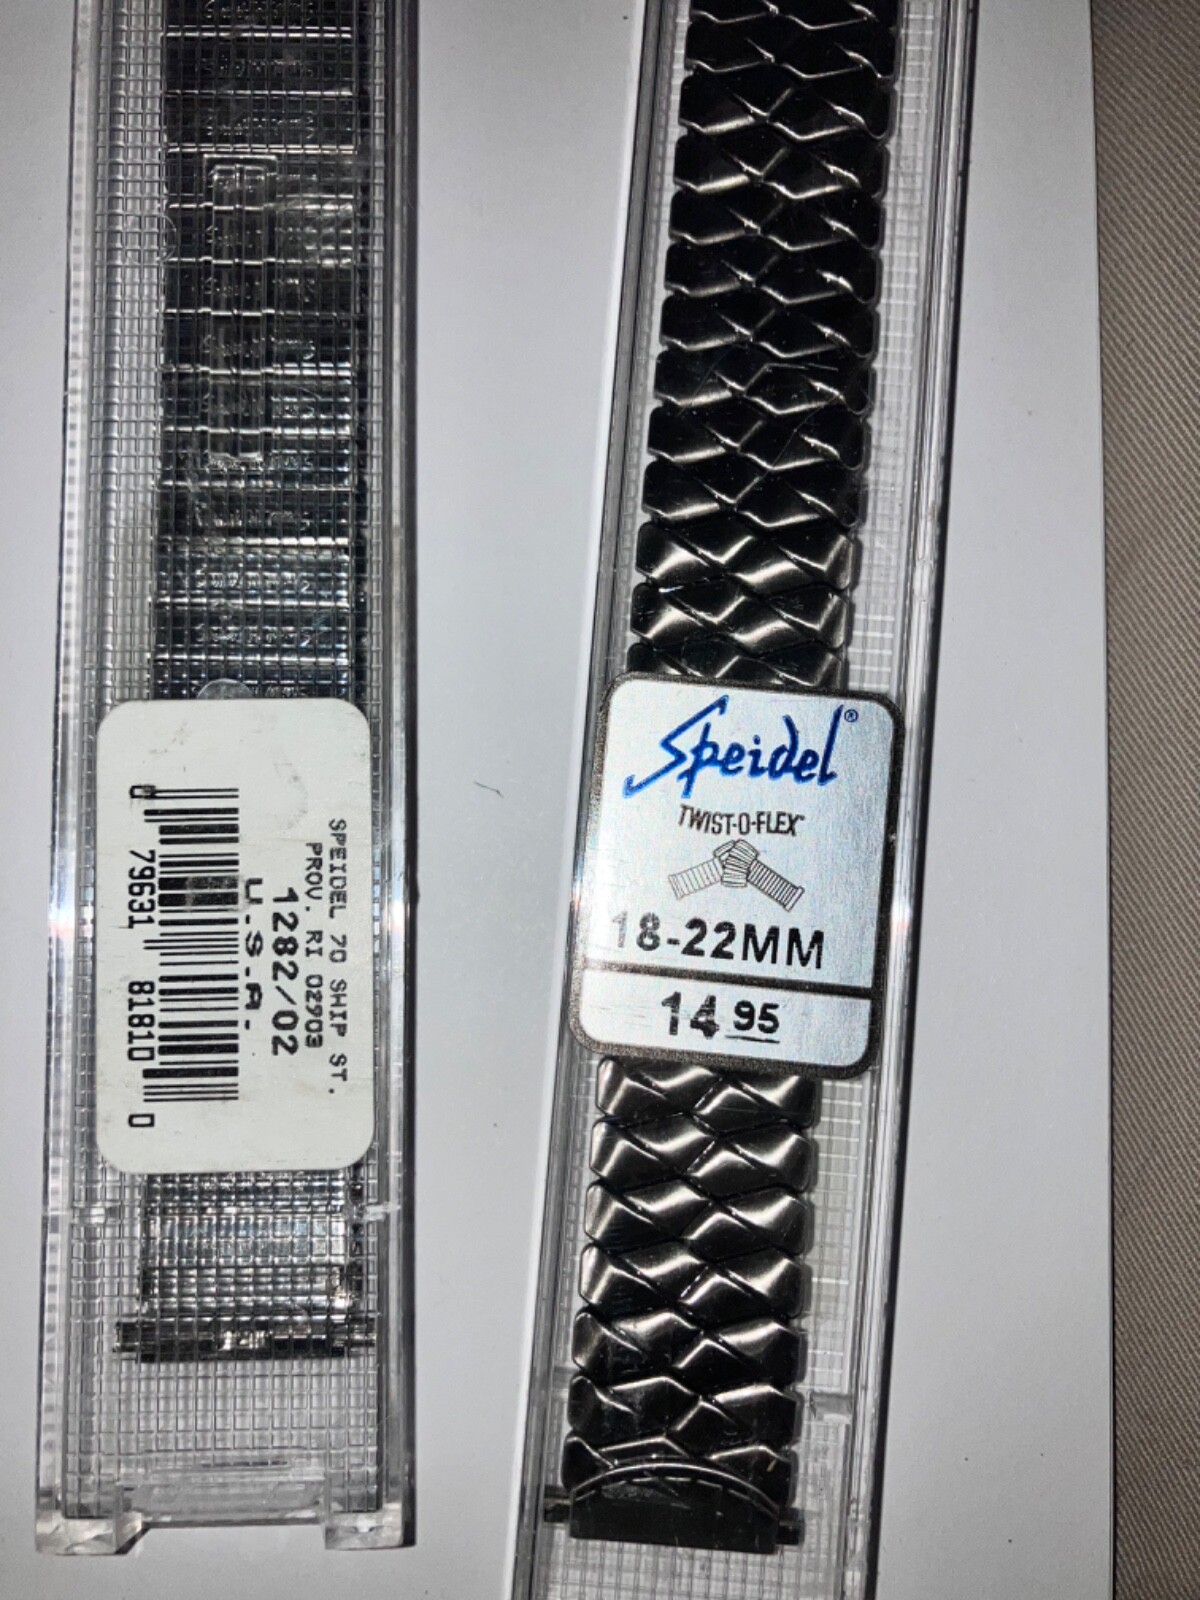 SPEIDEL 70 SHIP ST.
PROV. RI 02903
1282/02
U.S.A.
0 79631 81810 0
Speidel®
TWIST-O-FLEX™
18-22MM
14 95